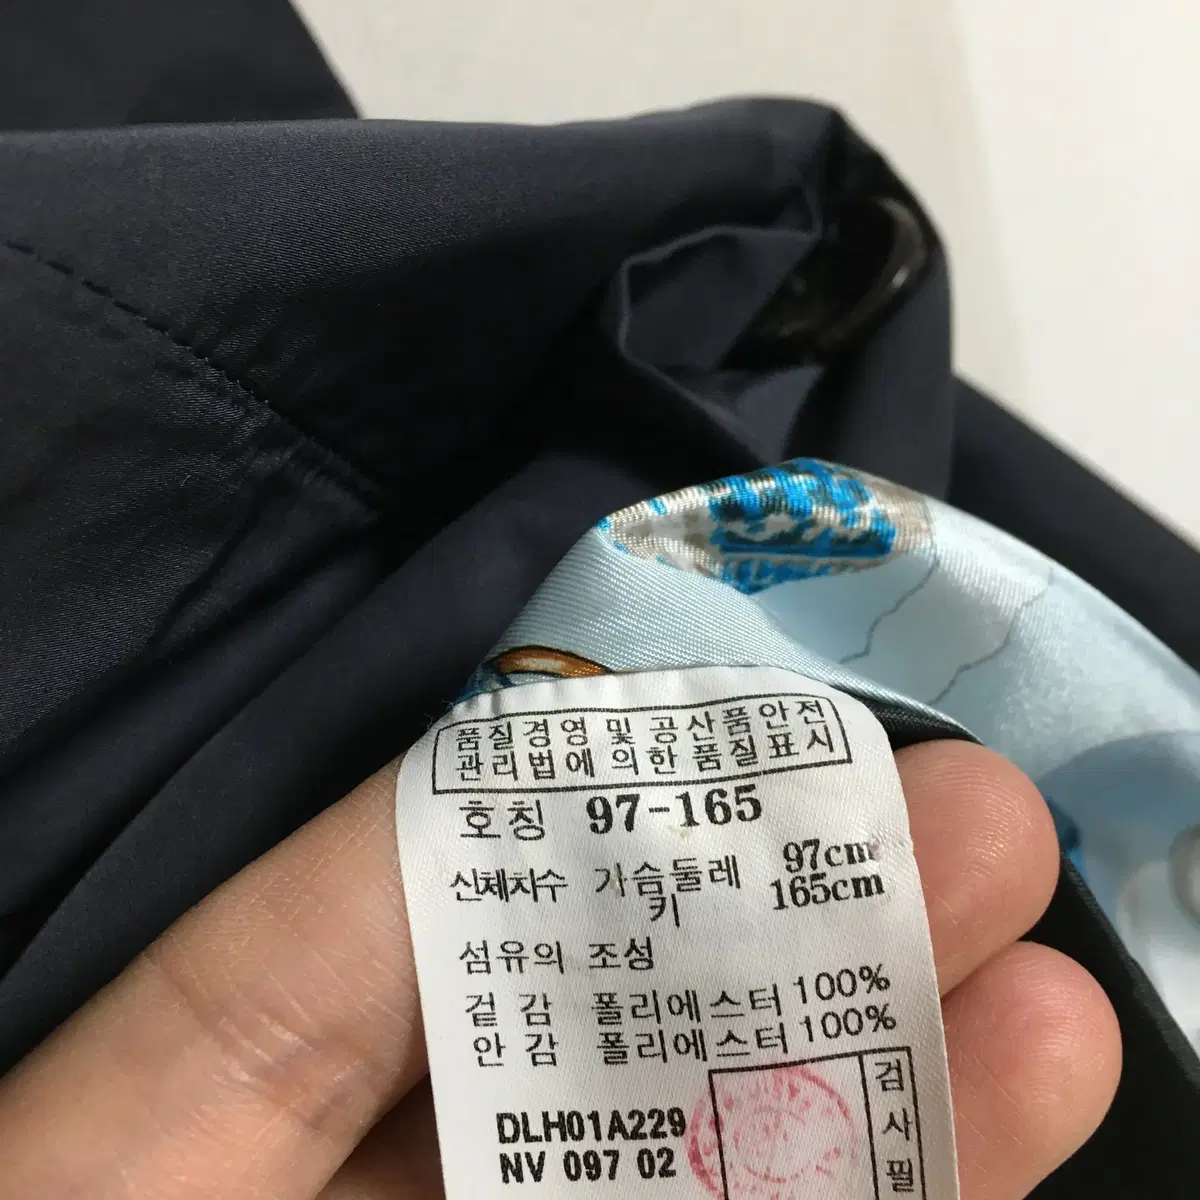 품질경영 및 공산품안전
관리법에 의한 품질표시
호칭 97-165
신체치수 가슴둘레 97cm
키 165cm
섬유의 조성
겉감 폴리에스터 100%
안감 폴리에스터 100%
DLH01A229
NV 097 02
검사필